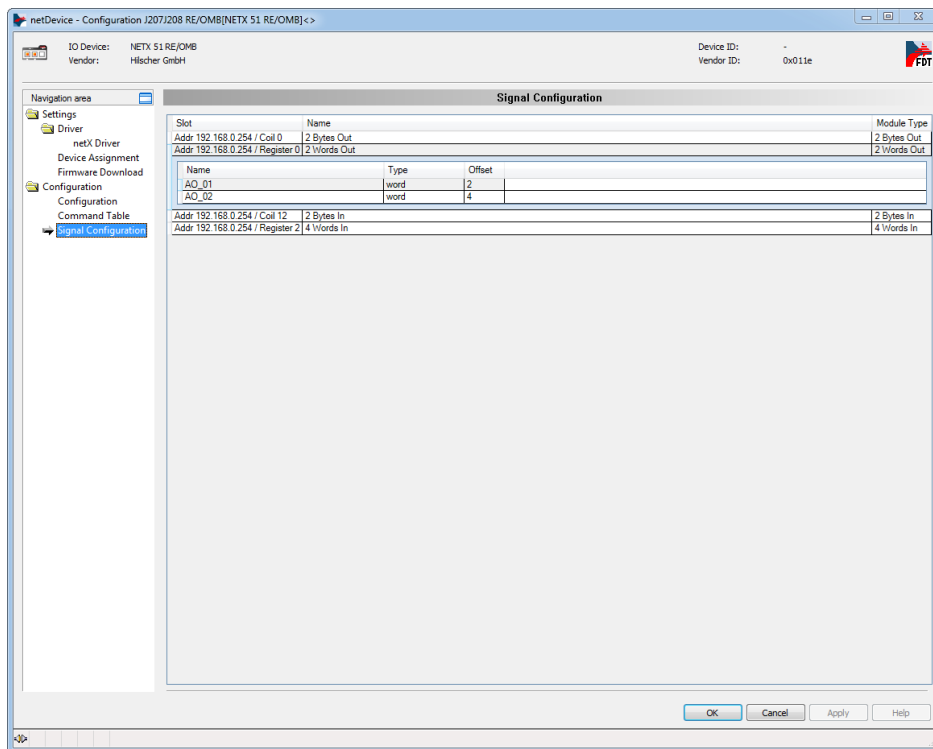 netDevice - Configuration J207J208 RE/OMB[NETX 51 RE/OMB]<>
IO Device: NETX 51 RE/OMB Device ID: -
Vendor: Hilscher GmbH Vendor ID: 0x011e
FDT
Navigation area
Settings
Driver
netX Driver
Device Assignment
Firmware Download
Configuration
Configuration
Command Table
Signal Configuration
Signal Configuration
Slot Name Module Type
Addr 192.168.0.254 / Coil 0 2 Bytes Out 2 Bytes Out
Addr 192.168.0.254 / Register 0 2 Words Out 2 Words Out
Name Type Offset
AO_01 word 2
AO_02 word 4
Addr 192.168.0.254 / Coil 12 2 Bytes In 2 Bytes In
Addr 192.168.0.254 / Register 2 4 Words In 4 Words In
OK Cancel Apply Help